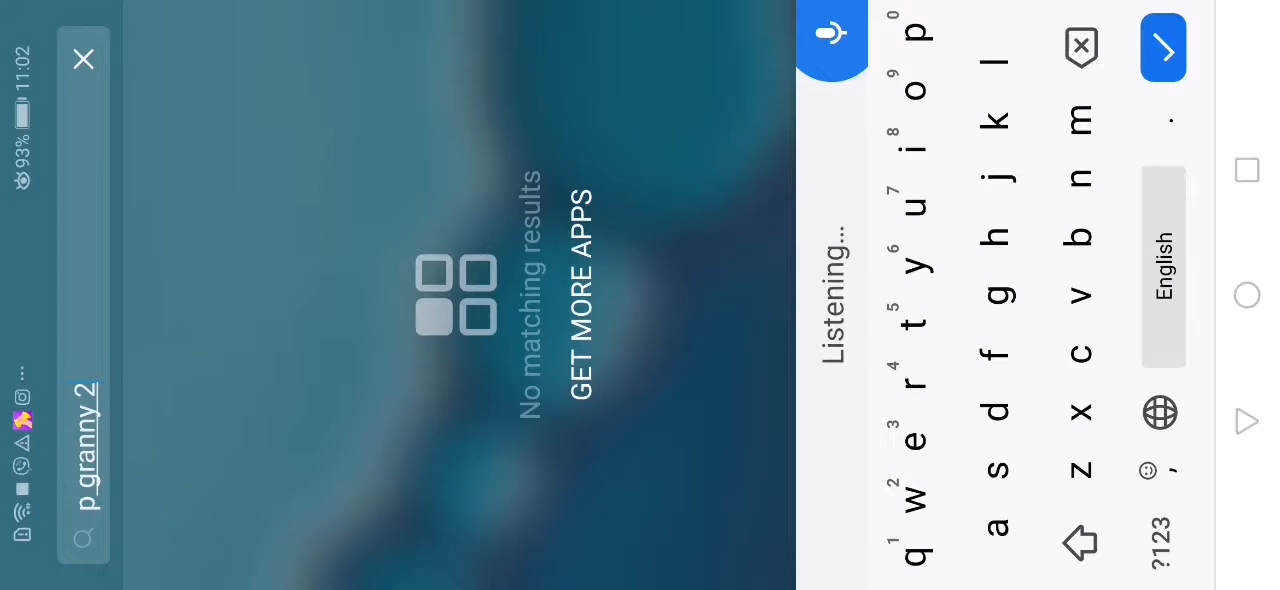 93% 11:02
p granny 2
No matching results
GET MORE APPS
Listening...
1 2 3 4 5 6 7 8 9 0
q w e r t y u i o p
a s d f g h j k l
z x c v b n m
?123 , English .